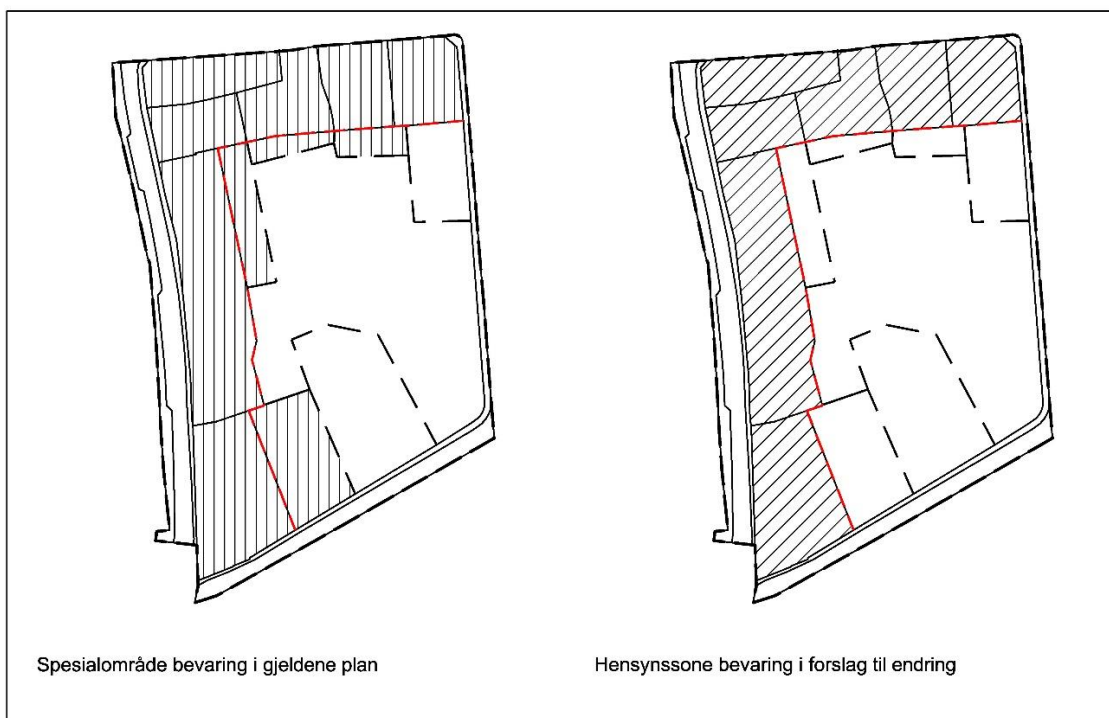 Spesialområde bevaring i gjeldene plan
Hensynssone bevaring i forslag til endring